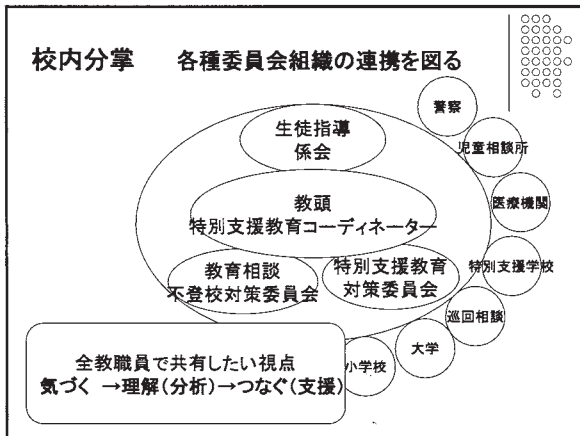 校内分掌 各種委員会組織の連携を図る
警察
生徒指導
係会
児童相談所
教頭
特別支援教育コーディネーター
医療機関
教育相談
不登校対策委員会
特別支援教育
対策委員会
特別支援学校
巡回相談
大学
小学校
全教職員で共有したい視点
気づく →理解(分析)→つなぐ(支援)